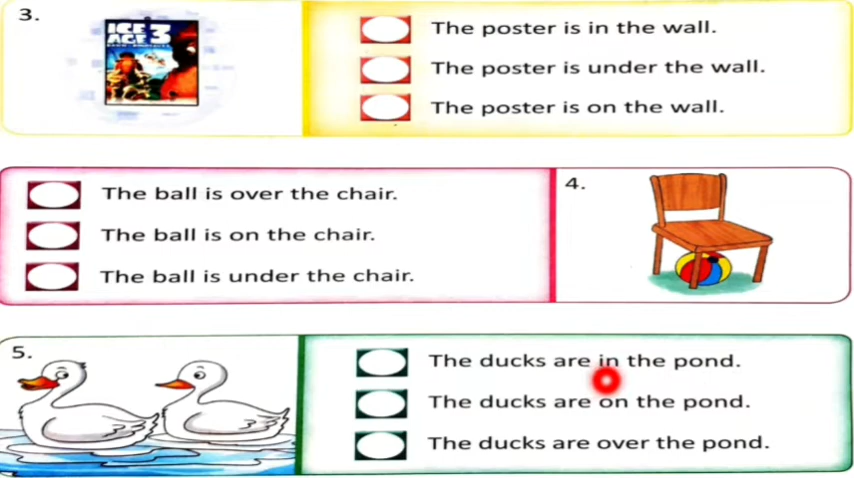 3.
ICE
AGE 3
The poster is in the wall.
The poster is under the wall.
The poster is on the wall.
4.
The ball is over the chair.
The ball is on the chair.
The ball is under the chair.
5.
The ducks are in the pond.
The ducks are on the pond.
The ducks are over the pond.